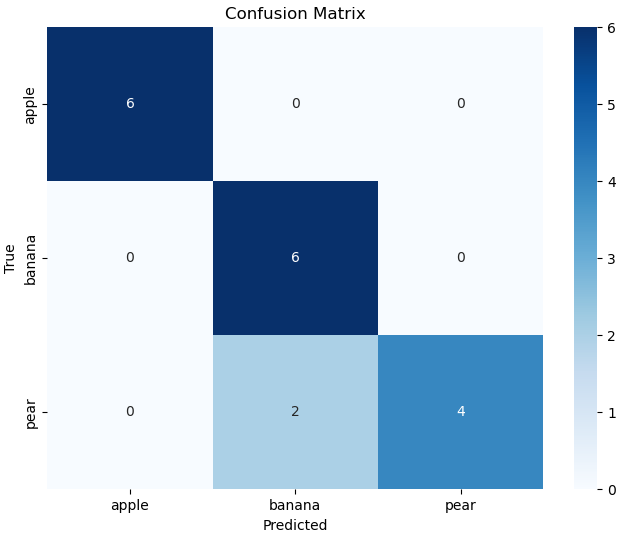 Confusion Matrix
6
apple
6 0 0
5
4
True
banana
0 6 0
3
2
pear
0 2 4
1
0
apple banana pear
Predicted